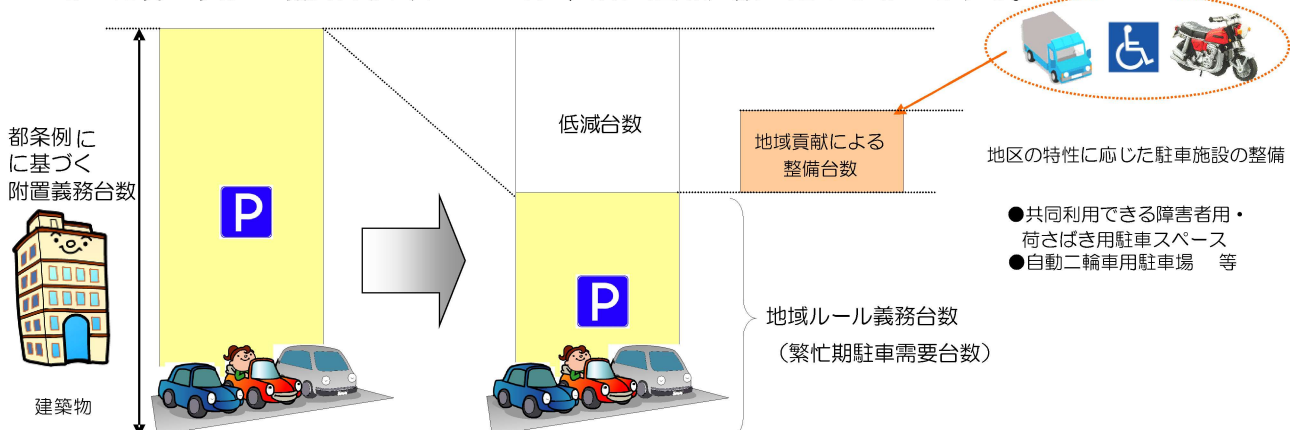 都条例に
に基づく
附置義務台数
建築物
P
低減台数
P
地域貢献による
整備台数
地域ルール義務台数
（繁忙期駐車需要台数）
地区の特性に応じた駐車施設の整備
●共同利用できる障害者用・
荷さばき用駐車スペース
●自動二輪車用駐車場　等